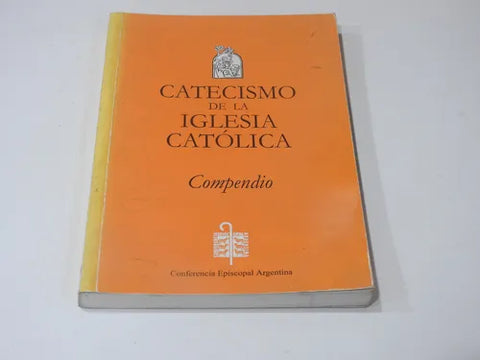 CATECISMO
DE LA
IGLESIA
CATÓLICA
Compendio
Conferencia Episcopal Argentina